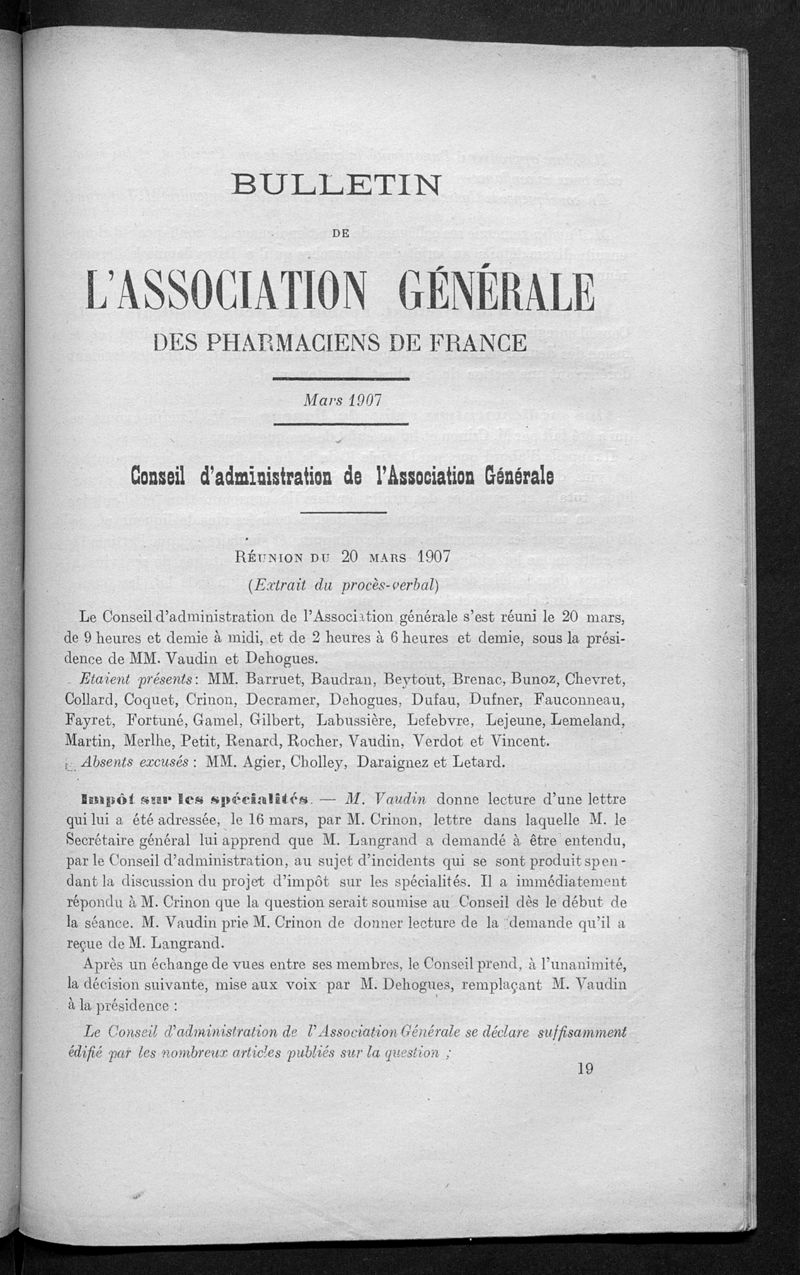 BULLETIN
DE
L'ASSOCIATION GÉNÉRALE
DES PHARMACIENS DE FRANCE
Mars 1907
Conseil d'administration de l'Association Générale
RÉUNION DU 20 MARS 1907
(Extrait du procès-verbal)
Le Conseil d'administration de l'Association générale s'est réuni le 20 mars,
de 9 heures et demie à midi, et de 2 heures à 6 heures et demie, sous la prési-
dence de MM. Vaudin et Dehogues.
Etaient présents : MM. Barruet, Baudran, Beytout, Brenac, Bunoz, Chevret,
Collard, Coquet, Crinon, Decramer, Dehogues, Dufau, Dufner, Fauconneau,
Fayret, Fortuné, Gamel, Gilbert, Labussière, Lefebvre, Lejeune, Lemeland,
Martin, Merlhe, Petit, Renard, Rocher, Vaudin, Verdot et Vincent.
Absents excusés : MM. Agier, Cholley, Daraignez et Letard.
Impôt sur les spécialités. — M. Vaudin donne lecture d'une lettre
qui lui a été adressée, le 16 mars, par M. Crinon, lettre dans laquelle M. le
Secrétaire général lui apprend que M. Langrand a demandé à être entendu,
par le Conseil d'administration, au sujet d'incidents qui se sont produits pen-
dant la discussion du projet d'impôt sur les spécialités. Il a immédiatement
répondu à M. Crinon que la question serait soumise au Conseil dès le début de
la séance. M. Vaudin prie M. Crinon de donner lecture de la demande qu'il a
reçue de M. Langrand.
Après un échange de vues entre ses membres, le Conseil prend, à l'unanimité,
la décision suivante, mise aux voix par M. Dehogues, remplaçant M. Vaudin
à la présidence :
Le Conseil d'administration de l'Association Générale se déclare suffisamment
édifié par les nombreux articles publiés sur la question ;
19